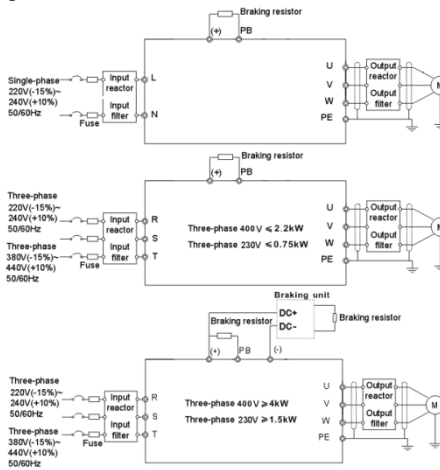 Braking resistor
(+) PB
Single-phase
220V(-15%)~
240V(+10%)
50/60Hz
Fuse
Input
reactor
Input
filter
L
N
U
V
W
PE
Output
reactor
Output
filter
M
Braking resistor
(+) PB
Three-phase
220V(-15%)~
240V(+10%)
50/60Hz
Three-phase
380V(-15%)~
440V(+10%)
50/60Hz
Fuse
Input
reactor
Input
filter
R
S
T
Three-phase 400V ≤ 2.2kW
Three-phase 230V ≤ 0.75kW
U
V
W
PE
Output
reactor
Output
filter
M
Braking unit
DC+
DC-
Braking resistor
Braking resistor
(+) PB (-)
Three-phase
220V(-15%)~
240V(+10%)
50/60Hz
Three-phase
380V(-15%)~
440V(+10%)
50/60Hz
Fuse
Input
reactor
Input
filter
R
S
T
Three-phase 400V ≥ 4kW
Three-phase 230V ≥ 1.5kW
U
V
W
PE
Output
reactor
Output
filter
M